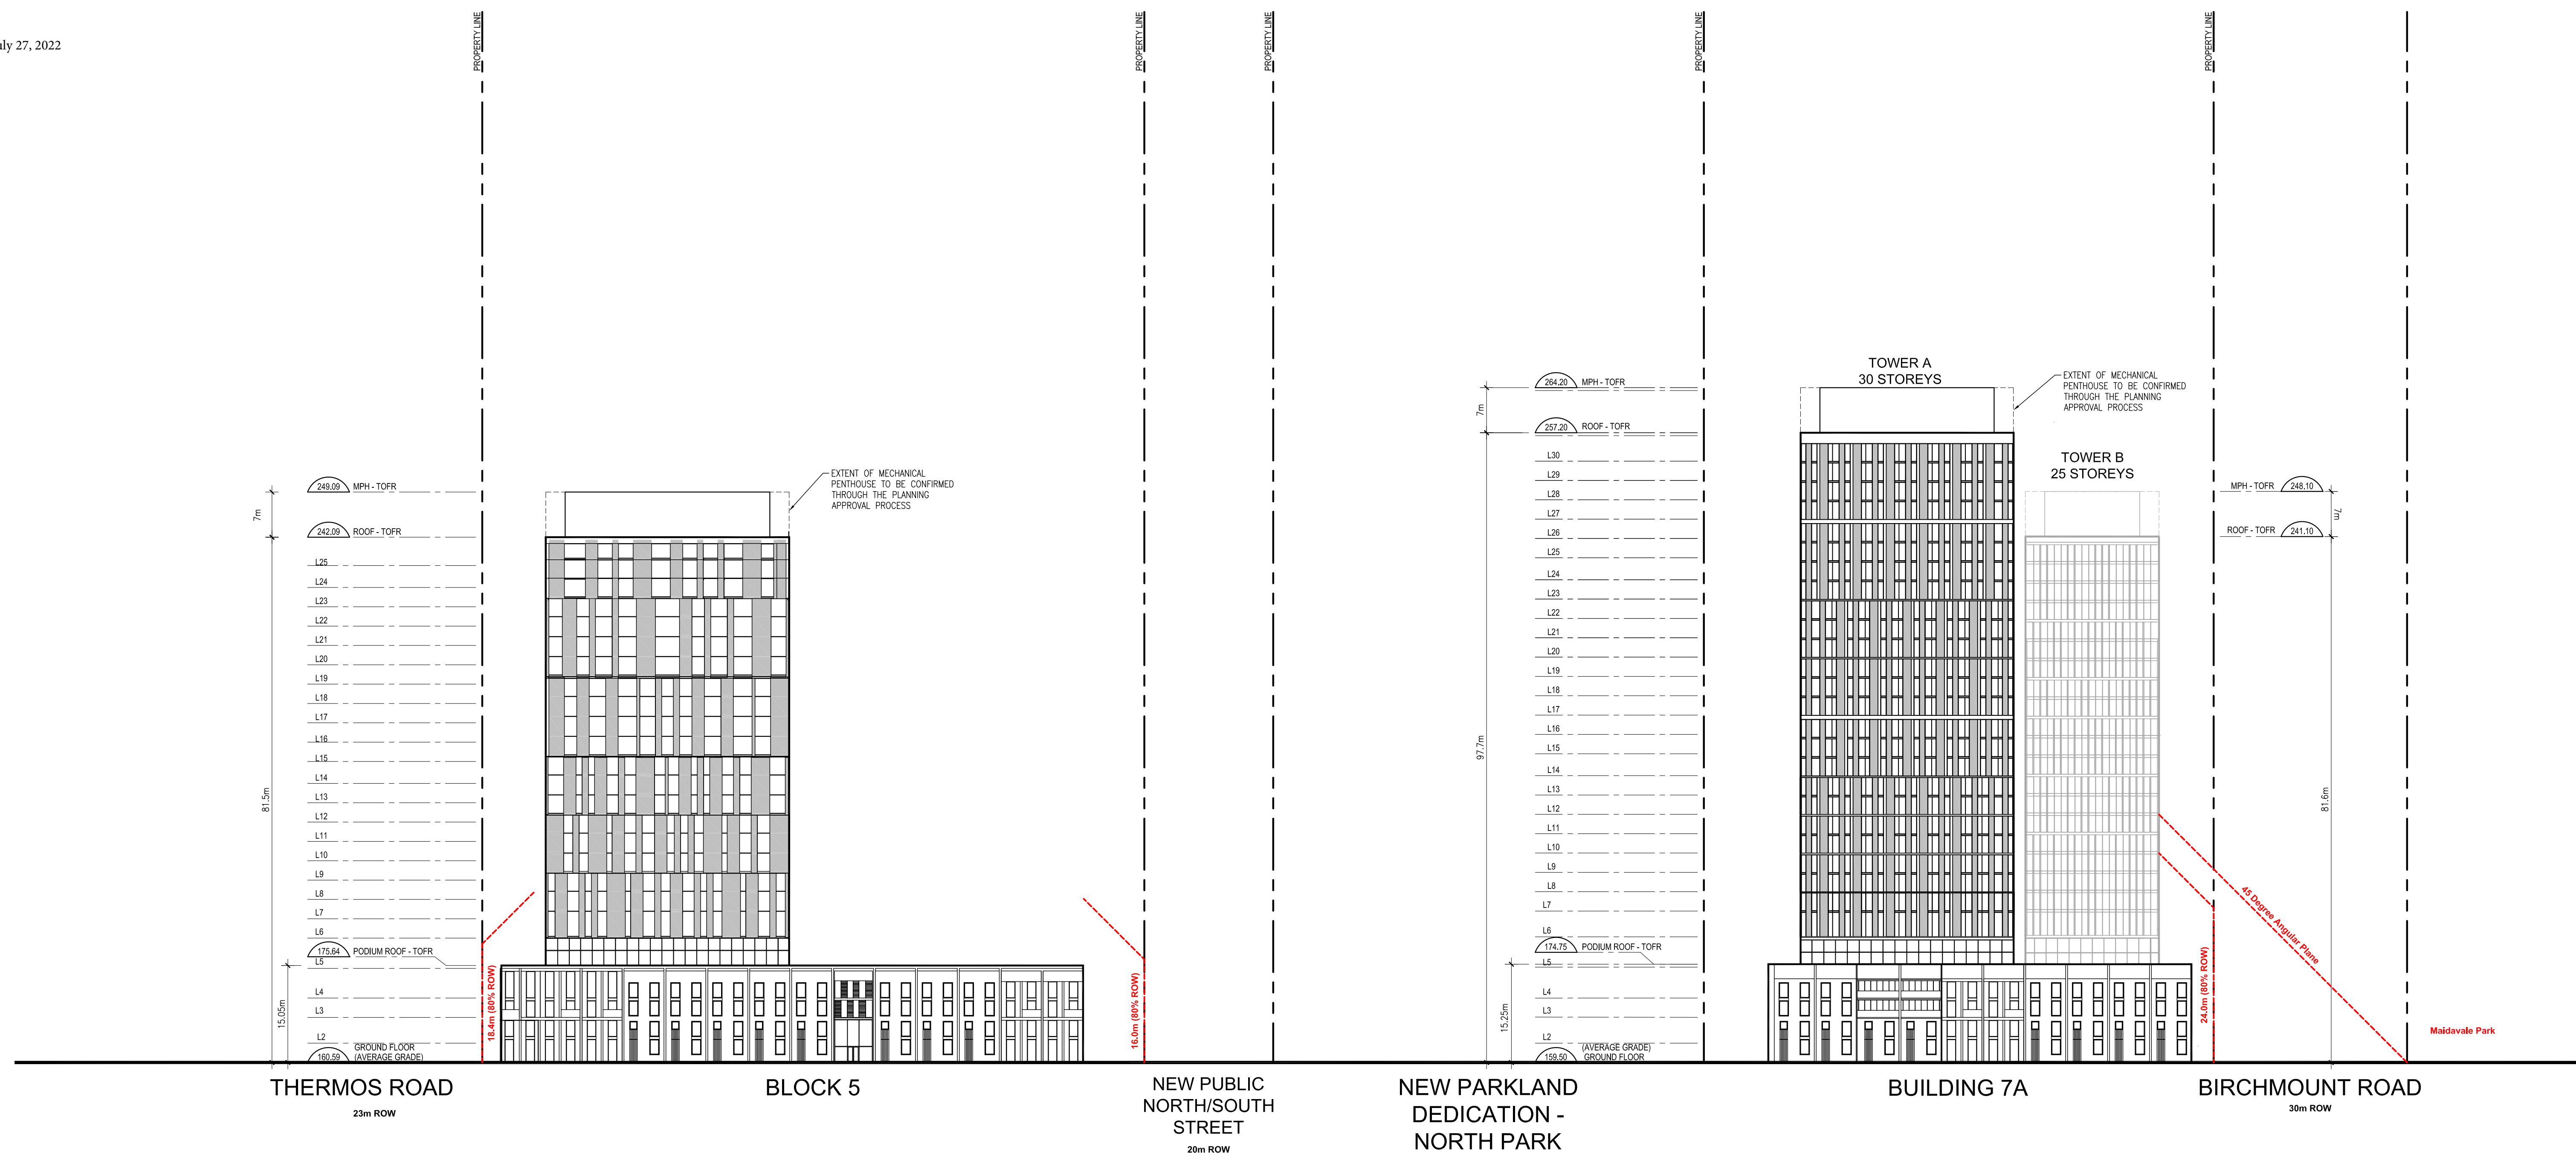 uly 27, 2022
PROPERTY LINE
PROPERTY LINE
PROPERTY LINE
PROPERTY LINE
PROPERTY LINE
249.09 MPH - TOFR
7m
242.09 ROOF - TOFR
L25
L24
L23
L22
L21
L20
L19
L18
L17
L16
L15
L14
L13
L12
L11
L10
L9
L8
L7
L6
175.64 PODIUM ROOF - TOFR
L5
L4
L3
L2
GROUND FLOOR
160.59 (AVERAGE GRADE)
81.5m
15.05m
18.4m (80% ROW)
EXTENT OF MECHANICAL
PENTHOUSE TO BE CONFIRMED
THROUGH THE PLANNING
APPROVAL PROCESS
16.0m (80% ROW)
264.20 MPH - TOFR
7m
257.20 ROOF - TOFR
L30
L29
L28
L27
L26
L25
L24
L23
L22
L21
L20
L19
L18
L17
L16
L15
L14
L13
L12
L11
L10
L9
L8
L7
L6
174.75 PODIUM ROOF - TOFR
L5
L4
L3
L2
(AVERAGE GRADE)
159.50 GROUND FLOOR
97.7m
15.25m
TOWER A
30 STOREYS
EXTENT OF MECHANICAL
PENTHOUSE TO BE CONFIRMED
THROUGH THE PLANNING
APPROVAL PROCESS
TOWER B
25 STOREYS
MPH - TOFR 248.10
7m
ROOF - TOFR 241.10
81.6m
45 Degree Angular Plane
24.0m (80% ROW)
Maidavale Park
THERMOS ROAD
23m ROW
BLOCK 5
NEW PUBLIC
NORTH/SOUTH
STREET
20m ROW
NEW PARKLAND
DEDICATION -
NORTH PARK
BUILDING 7A
BIRCHMOUNT ROAD
30m ROW